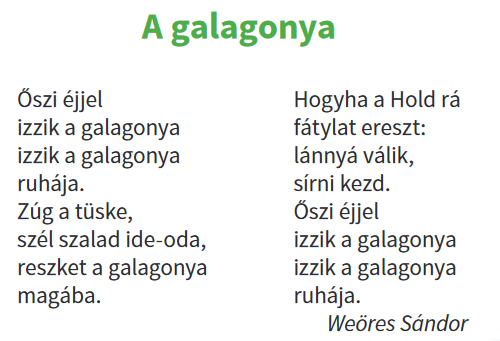 A galagonya
Őszi éjjel
izzik a galagonya
izzik a galagonya
ruhája.
Zúg a tüske,
szél szalad ide-oda,
reszket a galagonya
magába.
Hogyha a Hold rá
fátylat ereszt:
lánnyá válik,
sírni kezd.
Őszi éjjel
izzik a galagonya
izzik a galagonya
ruhája.
Weöres Sándor